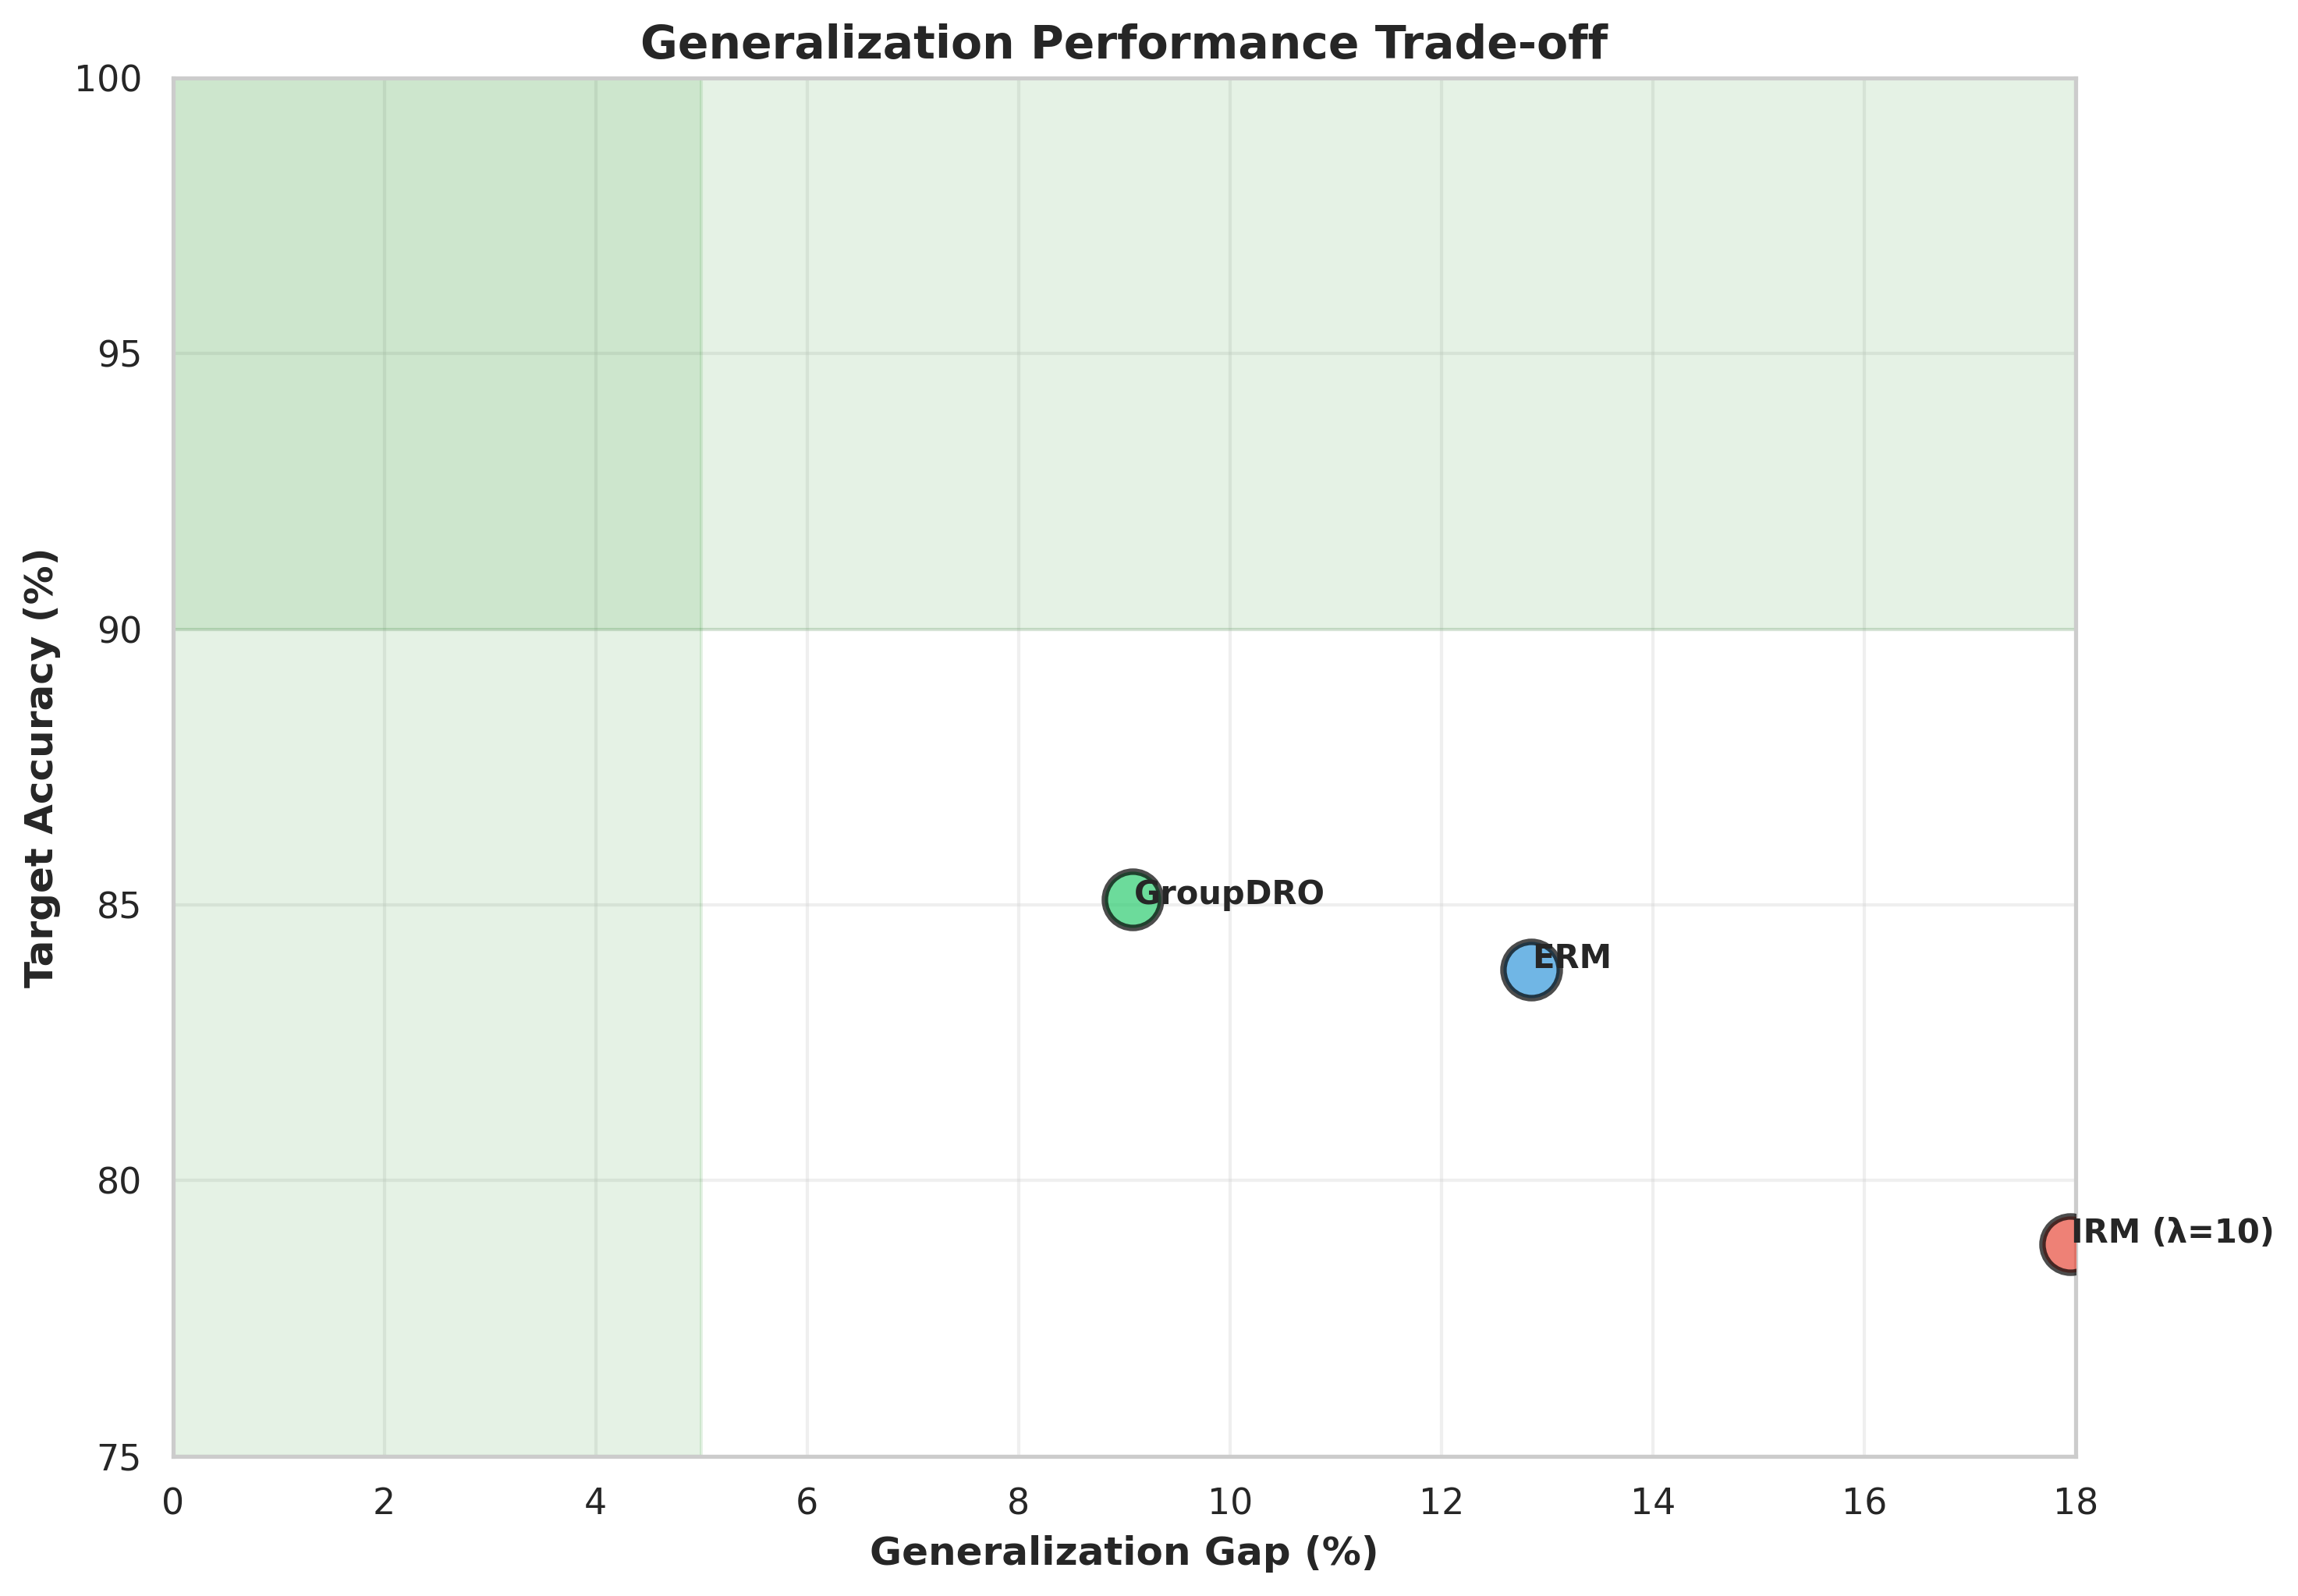 Generalization Performance Trade-off
Target Accuracy (%)
100
95
90
85
80
75
GroupDRO
ERM
IRM (λ=10)
0 2 4 6 8 10 12 14 16 18
Generalization Gap (%)